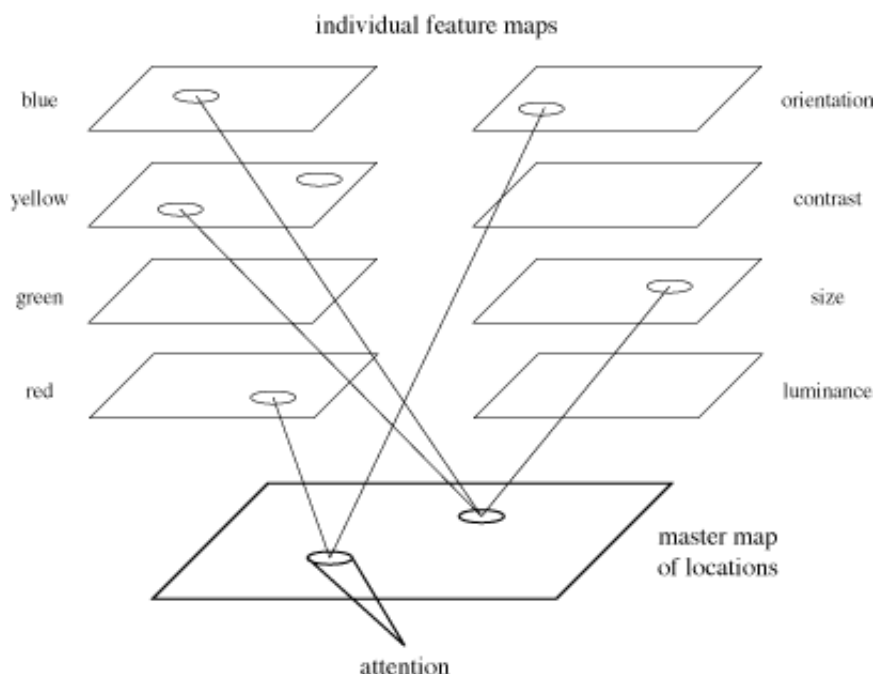 individual feature maps
blue
orientation
yellow
contrast
green
size
red
luminance
master map
of locations
attention